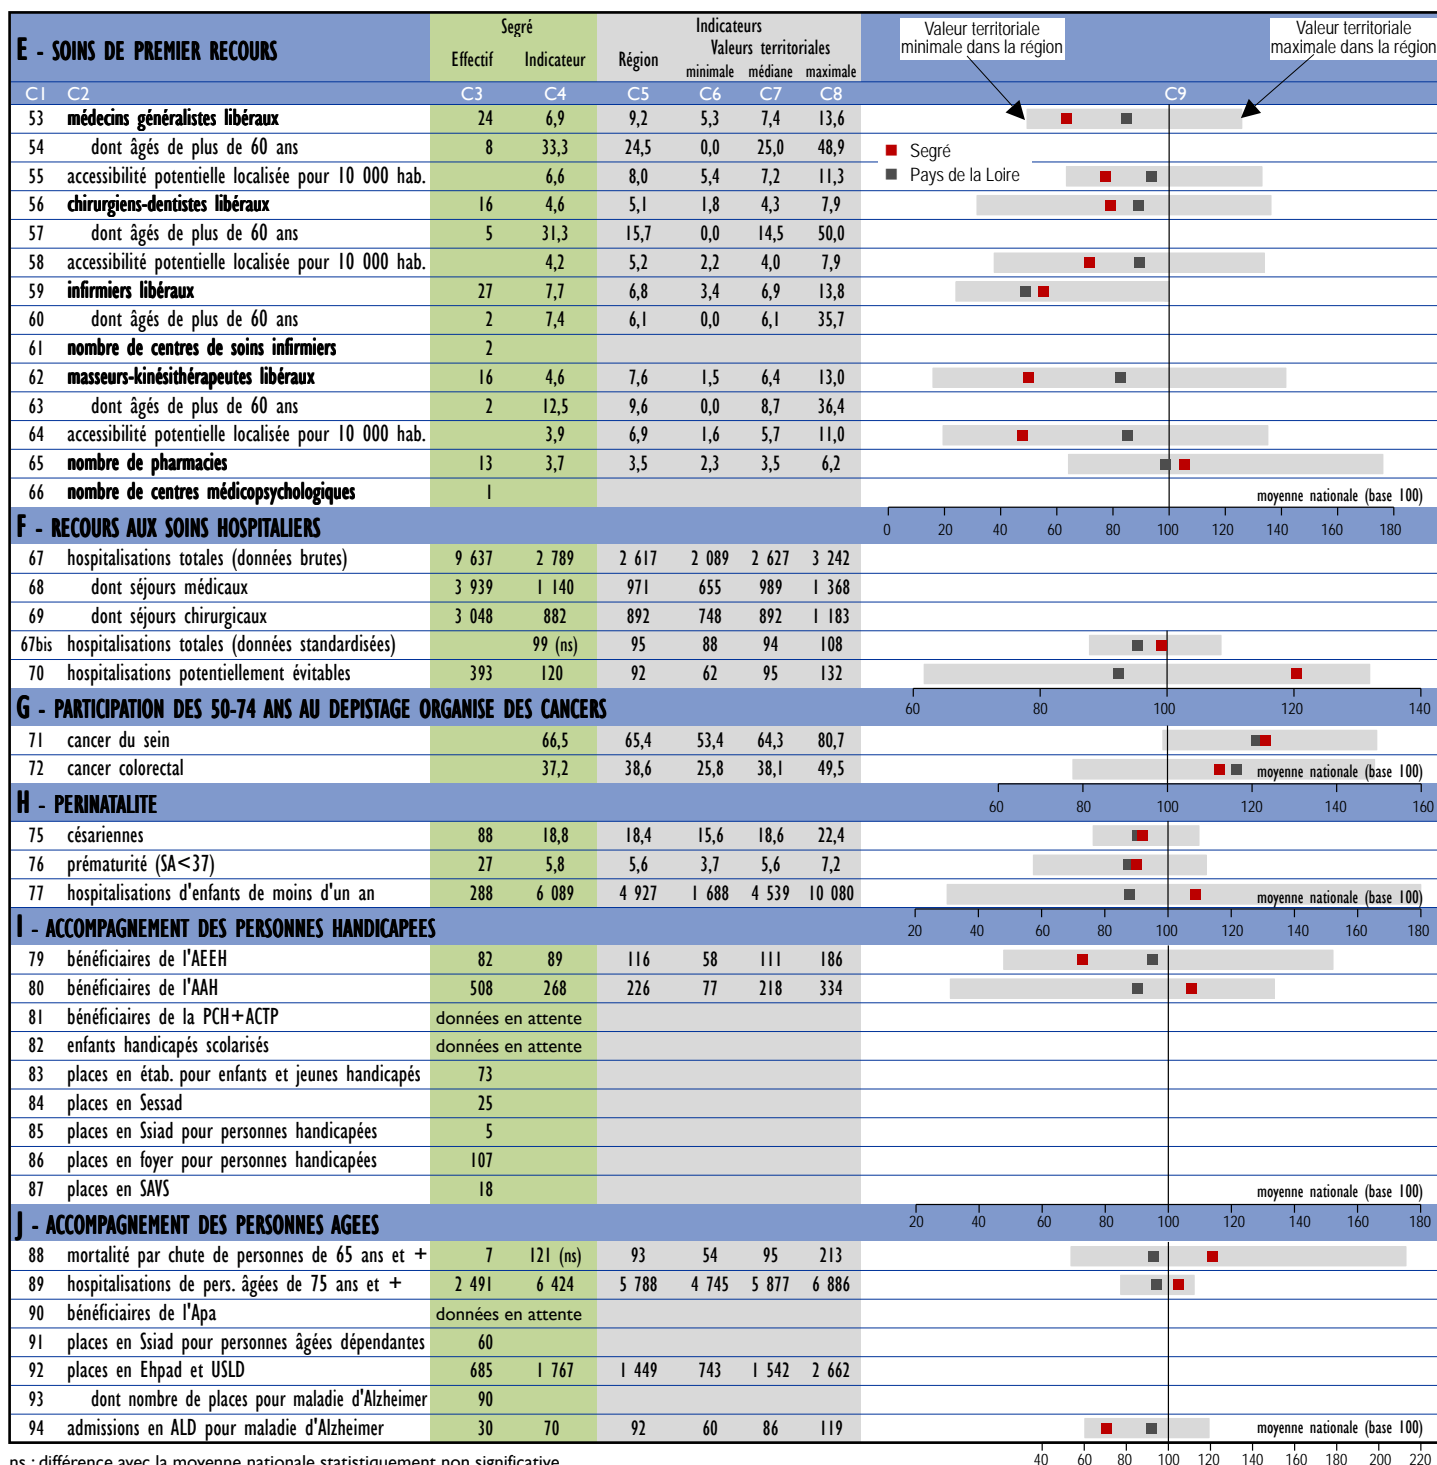 E - SOINS DE PREMIER RECOURS
Segré
Indicateurs
Effectif Indicateur Région Valeurs territoriales
minimale médiane maximale
Valeur territoriale minimale dans la région
Valeur territoriale maximale dans la région
C1 C2 C3 C4 C5 C6 C7 C8 C9
53 médecins généralistes libéraux 24 6,9 9,2 5,3 7,4 13,6
54 dont âgés de plus de 60 ans 8 33,3 24,5 0,0 25,0 48,9
Segré
Pays de la Loire
55 accessibilité potentielle localisée pour 10 000 hab. 6,6 8,0 5,4 7,2 11,3
56 chirurgiens-dentistes libéraux 16 4,6 5,1 1,8 4,3 7,9
57 dont âgés de plus de 60 ans 5 31,3 15,7 0,0 14,5 50,0
58 accessibilité potentielle localisée pour 10 000 hab. 4,2 5,2 2,2 4,0 7,9
59 infirmiers libéraux 27 7,7 6,8 3,4 6,9 13,8
60 dont âgés de plus de 60 ans 2 7,4 6,1 0,0 6,1 35,7
61 nombre de centres de soins infirmiers 2
62 masseurs-kinésithérapeutes libéraux 16 4,6 7,6 1,5 6,4 13,0
63 dont âgés de plus de 60 ans 2 12,5 9,6 0,0 8,7 36,4
64 accessibilité potentielle localisée pour 10 000 hab. 3,9 6,9 1,6 5,7 11,0
65 nombre de pharmacies 13 3,7 3,5 2,3 3,5 6,2
66 nombre de centres médicopsychologiques 1 moyenne nationale (base 100)
F - RECOURS AUX SOINS HOSPITALIERS
0 20 40 60 80 100 120 140 160 180
67 hospitalisations totales (données brutes) 9 637 2 789 2 617 2 089 2 627 3 242
68 dont séjours médicaux 3 939 1 140 971 655 989 1 368
69 dont séjours chirurgicaux 3 048 882 892 748 892 1 183
67bis hospitalisations totales (données standardisées) 99 (ns) 95 88 94 108
70 hospitalisations potentiellement évitables 393 120 92 62 95 132
G - PARTICIPATION DES 50-74 ANS AU DEPISTAGE ORGANISE DES CANCERS
60 80 100 120 140
71 cancer du sein 66,5 65,4 53,4 64,3 80,7
72 cancer colorectal 37,2 38,6 25,8 38,1 49,5 moyenne nationale (base 100)
H - PERINATALITE
60 80 100 120 140 160
75 césariennes 88 18,8 18,4 15,6 18,6 22,4
76 prématurité (SA<37) 27 5,8 5,6 3,7 5,6 7,2
77 hospitalisations d'enfants de moins d'un an 288 6 089 4 927 1 688 4 539 10 080 moyenne nationale (base 100)
I - ACCOMPAGNEMENT DES PERSONNES HANDICAPEES
20 40 60 80 100 120 140 160 180
79 bénéficiaires de l'AEEH 82 89 116 58 111 186
80 bénéficiaires de l'AAH 508 268 226 77 218 334
81 bénéficiaires de la PCH+ACTP données en attente
82 enfants handicapés scolarisés données en attente
83 places en étab. pour enfants et jeunes handicapés 73
84 places en Sessad 25
85 places en Ssiad pour personnes handicapées 5
86 places en foyer pour personnes handicapées 107
87 places en SAVS 18 moyenne nationale (base 100)
J - ACCOMPAGNEMENT DES PERSONNES AGEES
20 40 60 80 100 120 140 160 180
88 mortalité par chute de personnes de 65 ans et + 7 121 (ns) 93 54 95 213
89 hospitalisations de pers. âgées de 75 ans et + 2 491 6 424 5 788 4 745 5 877 6 886
90 bénéficiaires de l'Apa données en attente
91 places en Ssiad pour personnes âgées dépendantes 60
92 places en Ehpad et USLD 685 1 767 1 449 743 1 542 2 662
93 dont nombre de places pour maladie d'Alzheimer 90
94 admissions en ALD pour maladie d'Alzheimer 30 70 92 60 86 119 moyenne nationale (base 100)
40 60 80 100 120 140 160 180 200 220
ns : différence avec la moyenne nationale statistiquement non significative